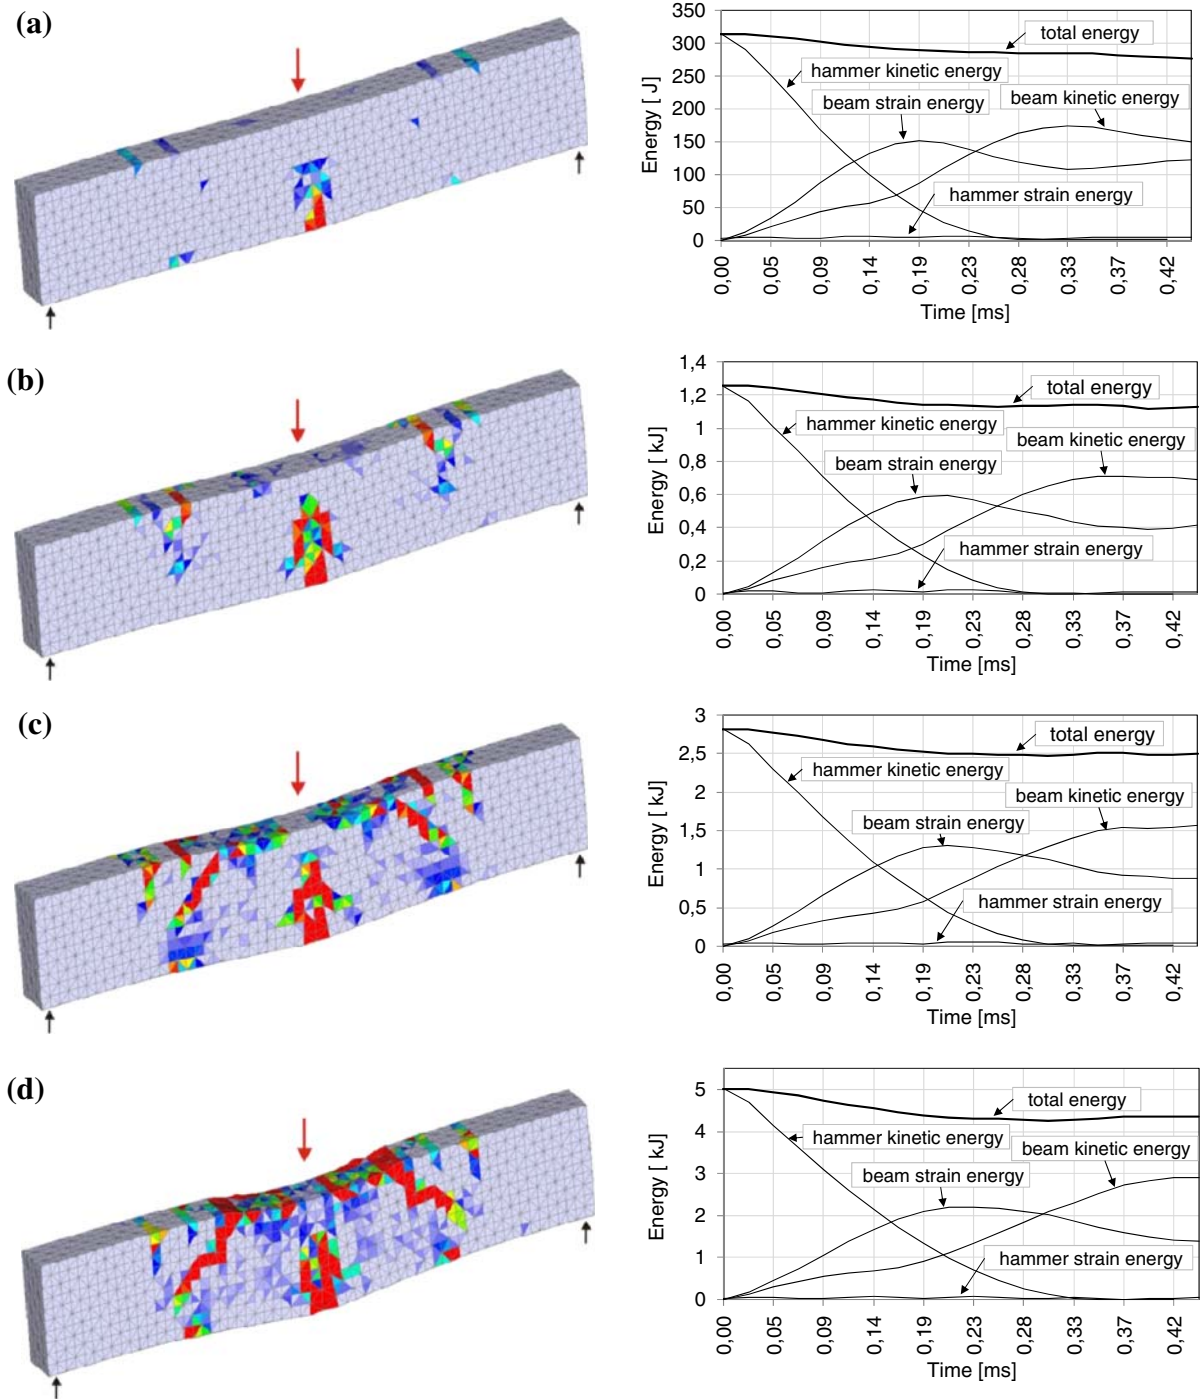 (a)
350
300
250
200
150
100
50
0
Energy [ J]
total energy
hammer kinetic energy
beam strain energy
beam kinetic energy
hammer strain energy
0,00 0,05 0,09 0,14 0,19 0,23 0,28 0,33 0,37 0,42
Time [ms]
(b)
1,4
1,2
1
0,8
0,6
0,4
0,2
0
Energy [ kJ]
total energy
hammer kinetic energy
beam kinetic energy
beam strain energy
hammer strain energy
0,00 0,05 0,09 0,14 0,19 0,23 0,28 0,33 0,37 0,42
Time [ms]
(c)
3
2,5
2
1,5
1
0,5
0
Energy [ kJ]
total energy
hammer kinetic energy
beam kinetic energy
beam strain energy
hammer strain energy
0,00 0,05 0,09 0,14 0,19 0,23 0,28 0,33 0,37 0,42
Time [ms]
(d)
5
4
3
2
1
0
Energy [ kJ]
total energy
hammer kinetic energy
beam kinetic energy
beam strain energy
hammer strain energy
0,00 0,05 0,09 0,14 0,19 0,23 0,28 0,33 0,37 0,42
Time [ms]